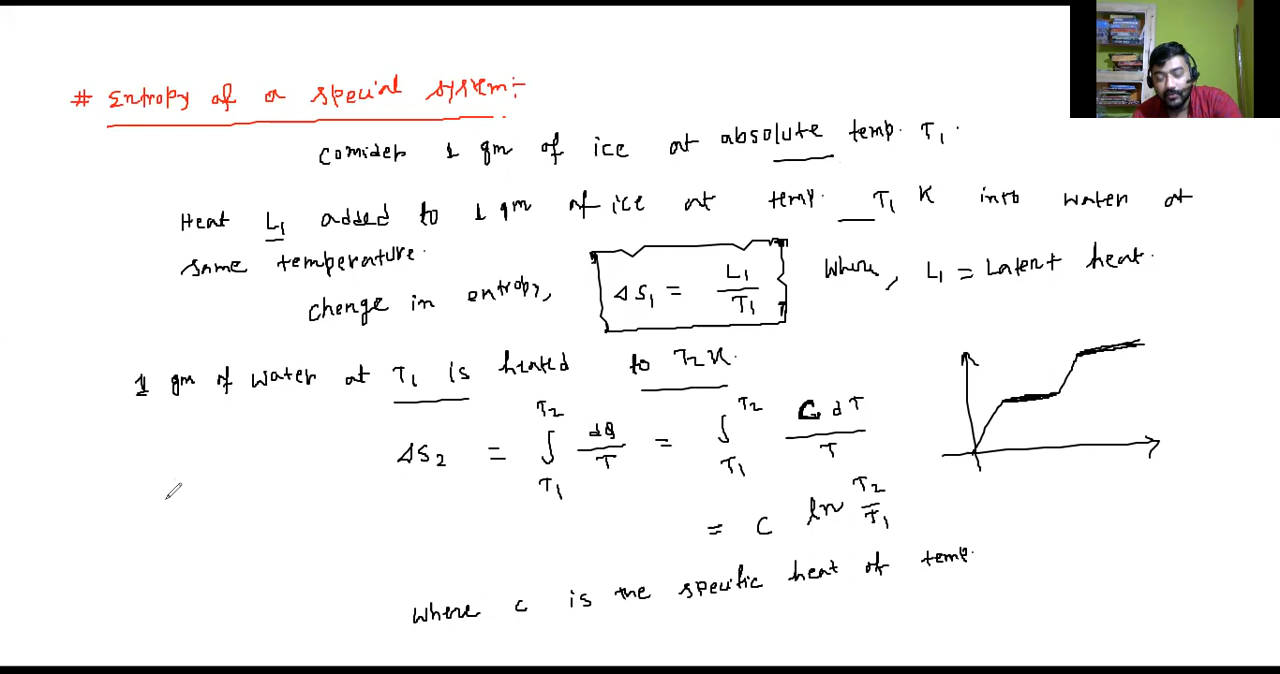 # Entropy of a special system:-
Consider 1 gm of ice at absolute temp. T₁.
Heat L₁ added to 1 gm of ice at temp. T₁ K into water at
same temperature.
Change in entropy, ΔS₁ = L₁/T₁ where, L₁ = Latent heat.
1 gm of water at T₁ is heated to T₂ K.
ΔS₂ = ∫_{T₁}^{T₂} dQ/T = ∫_{T₁}^{T₂} C dT/T
= C ln T₂/T₁
Where c is the specific heat of temp.